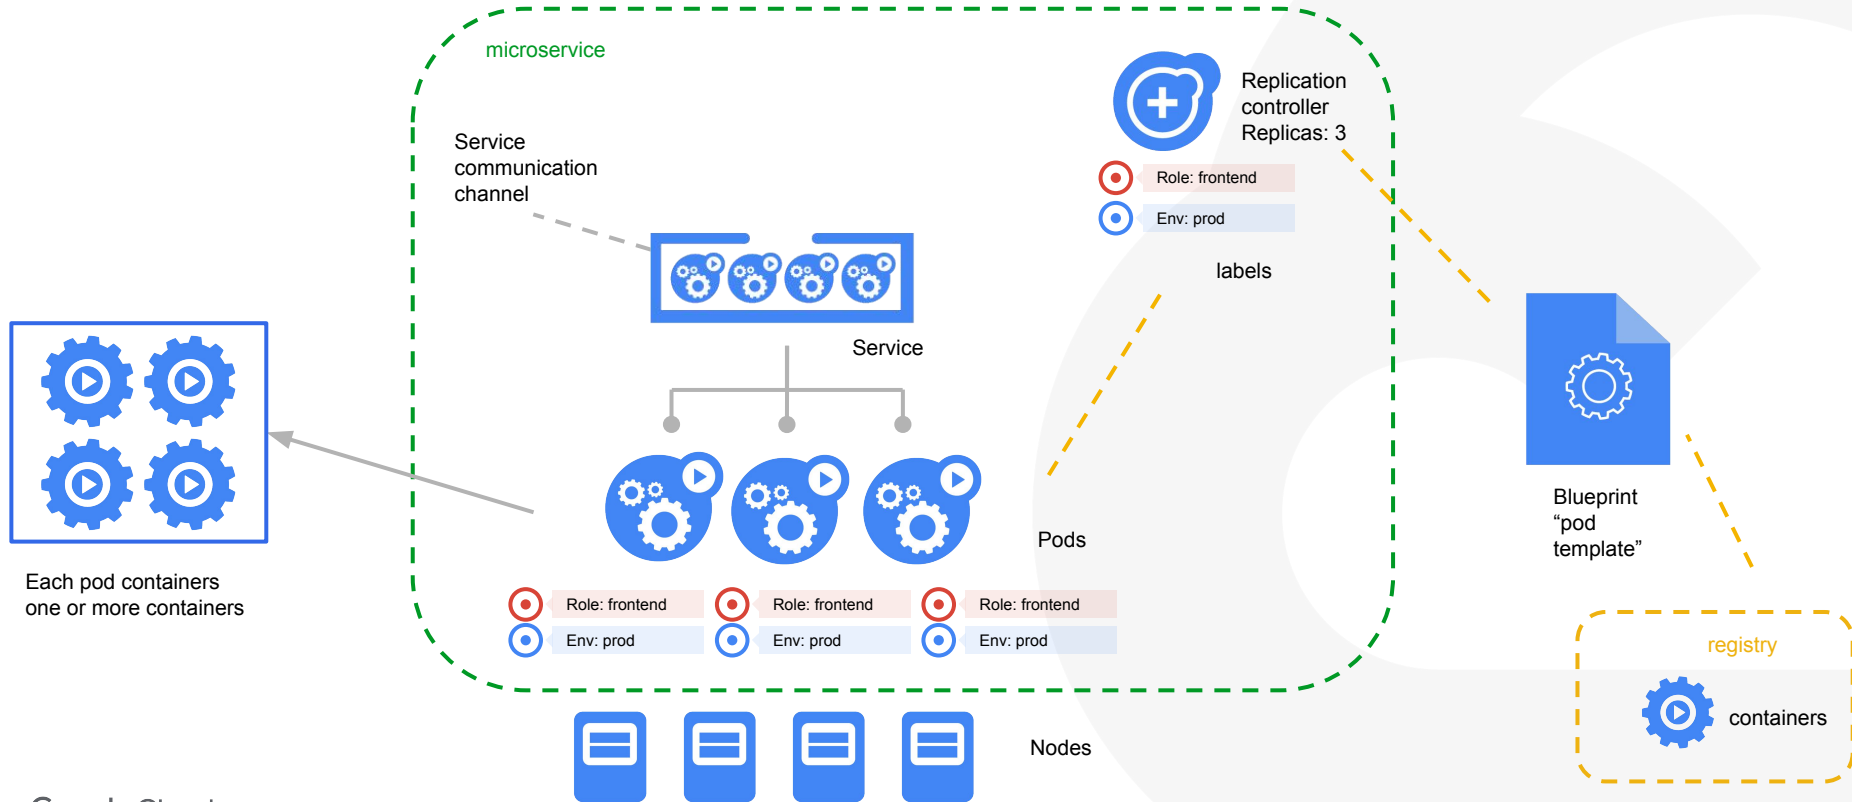 microservice
Replication
controller
Replicas: 3
Service
communication
channel
Role: frontend
Env: prod
labels
Service
Pods
Each pod containers
one or more containers
Role: frontend
Role: frontend
Role: frontend
Env: prod
Env: prod
Env: prod
Blueprint
“pod
template”
registry
containers
Nodes